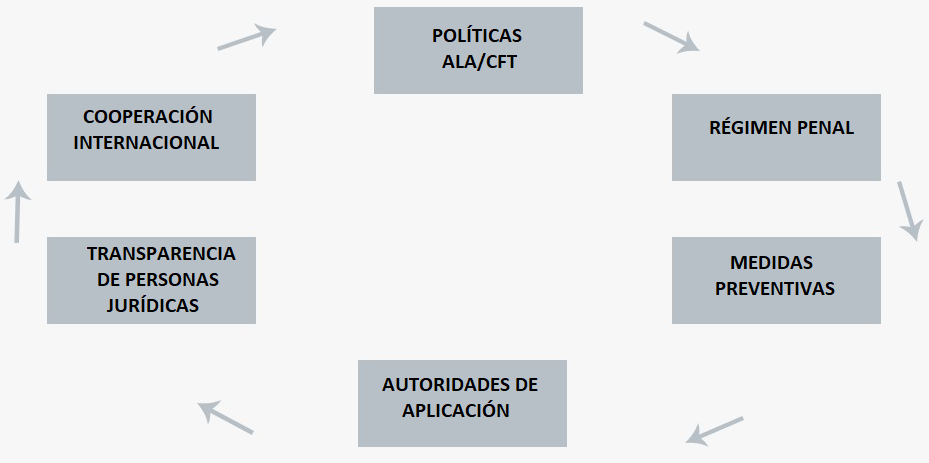 POLÍTICAS
ALA/CFT
RÉGIMEN PENAL
MEDIDAS
PREVENTIVAS
AUTORIDADES DE
APLICACIÓN
TRANSPARENCIA
DE PERSONAS
JURÍDICAS
COOPERACIÓN
INTERNACIONAL